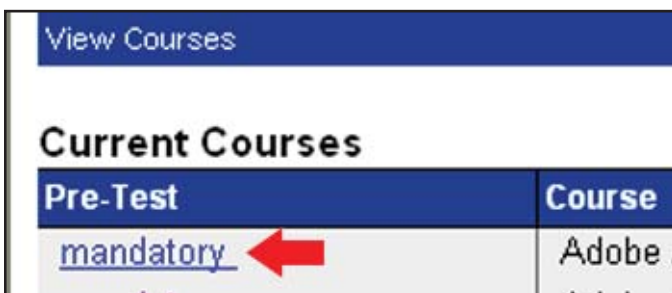 View Courses
Current Courses
Pre-Test Course
mandatory Adobe